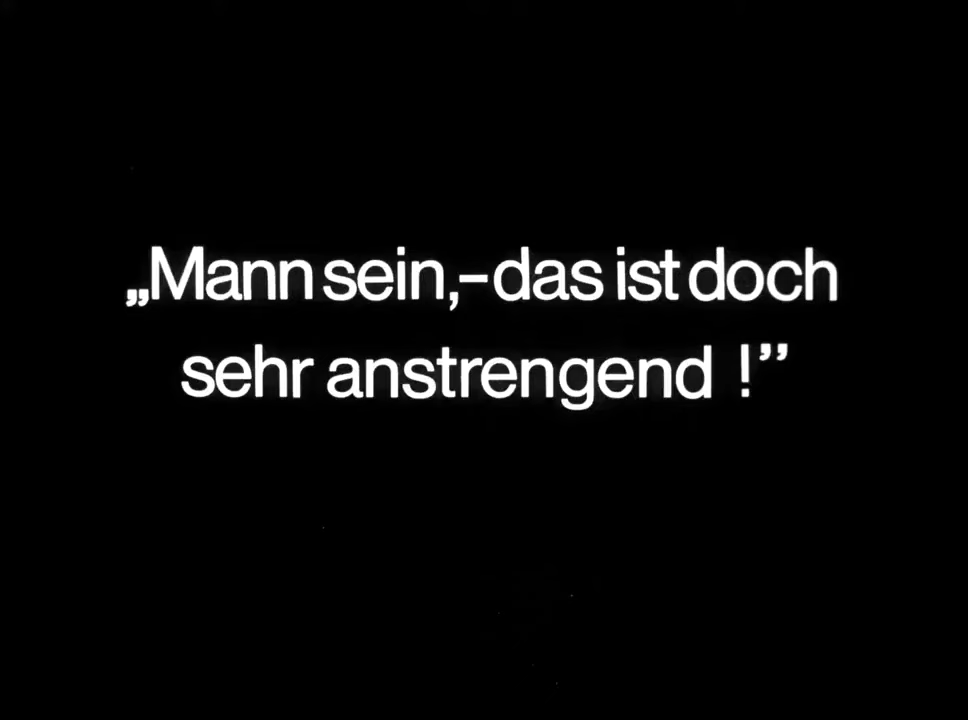 „Mann sein,-das ist doch
sehr anstrengend !”